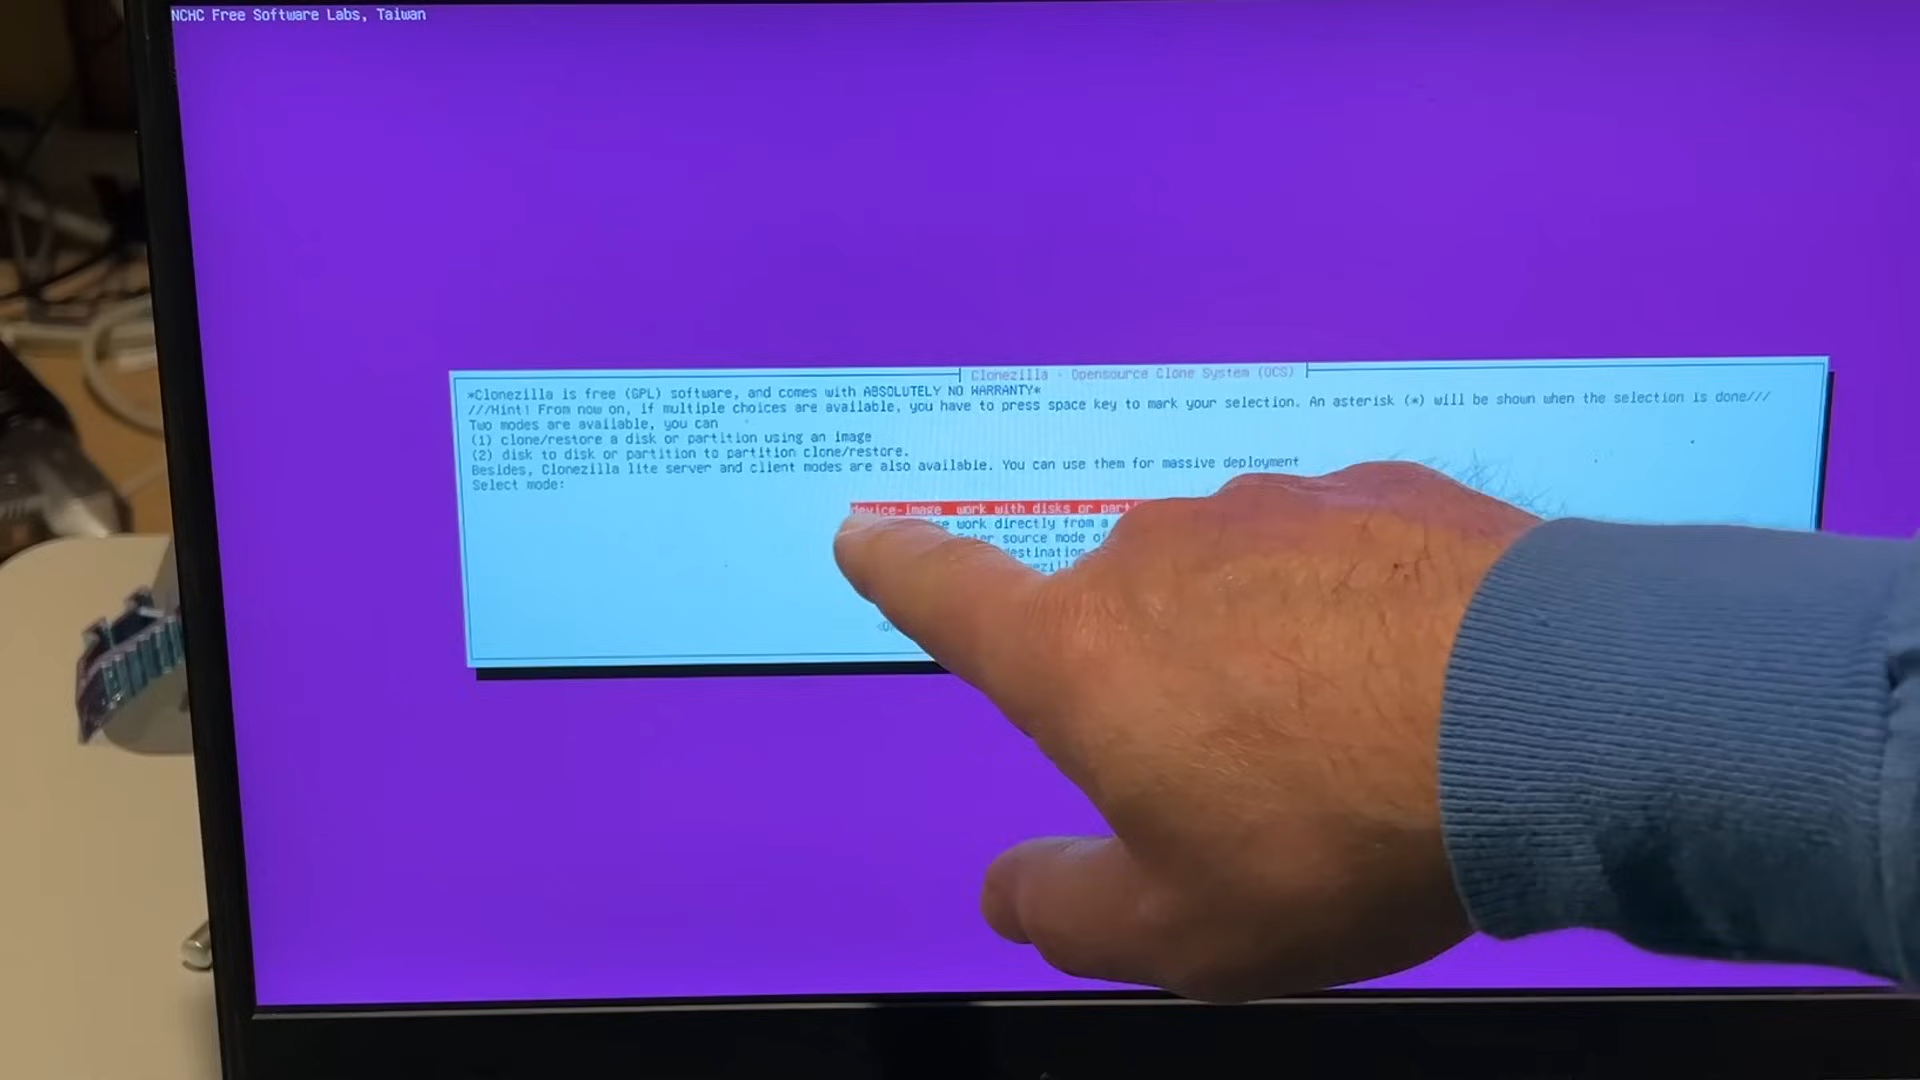 NCHC Free Software Labs, Taiwan
Clonezilla - Opensource Clone System (OCS)
*Clonezilla is free (GPL) software, and comes with ABSOLUTELY NO WARRANTY*
///Hint! From now on, if multiple choices are available, you have to press space key to mark your selection. An asterisk (*) will be shown when the selection is done///
Two modes are available, you can
(1) clone/restore a disk or partition using an image
(2) disk to disk or partition to partition clone/restore.
Besides, Clonezilla lite server and client modes are also available. You can use them for massive deployment
Select mode:
device-image work with disks or
work directly from a
source mode